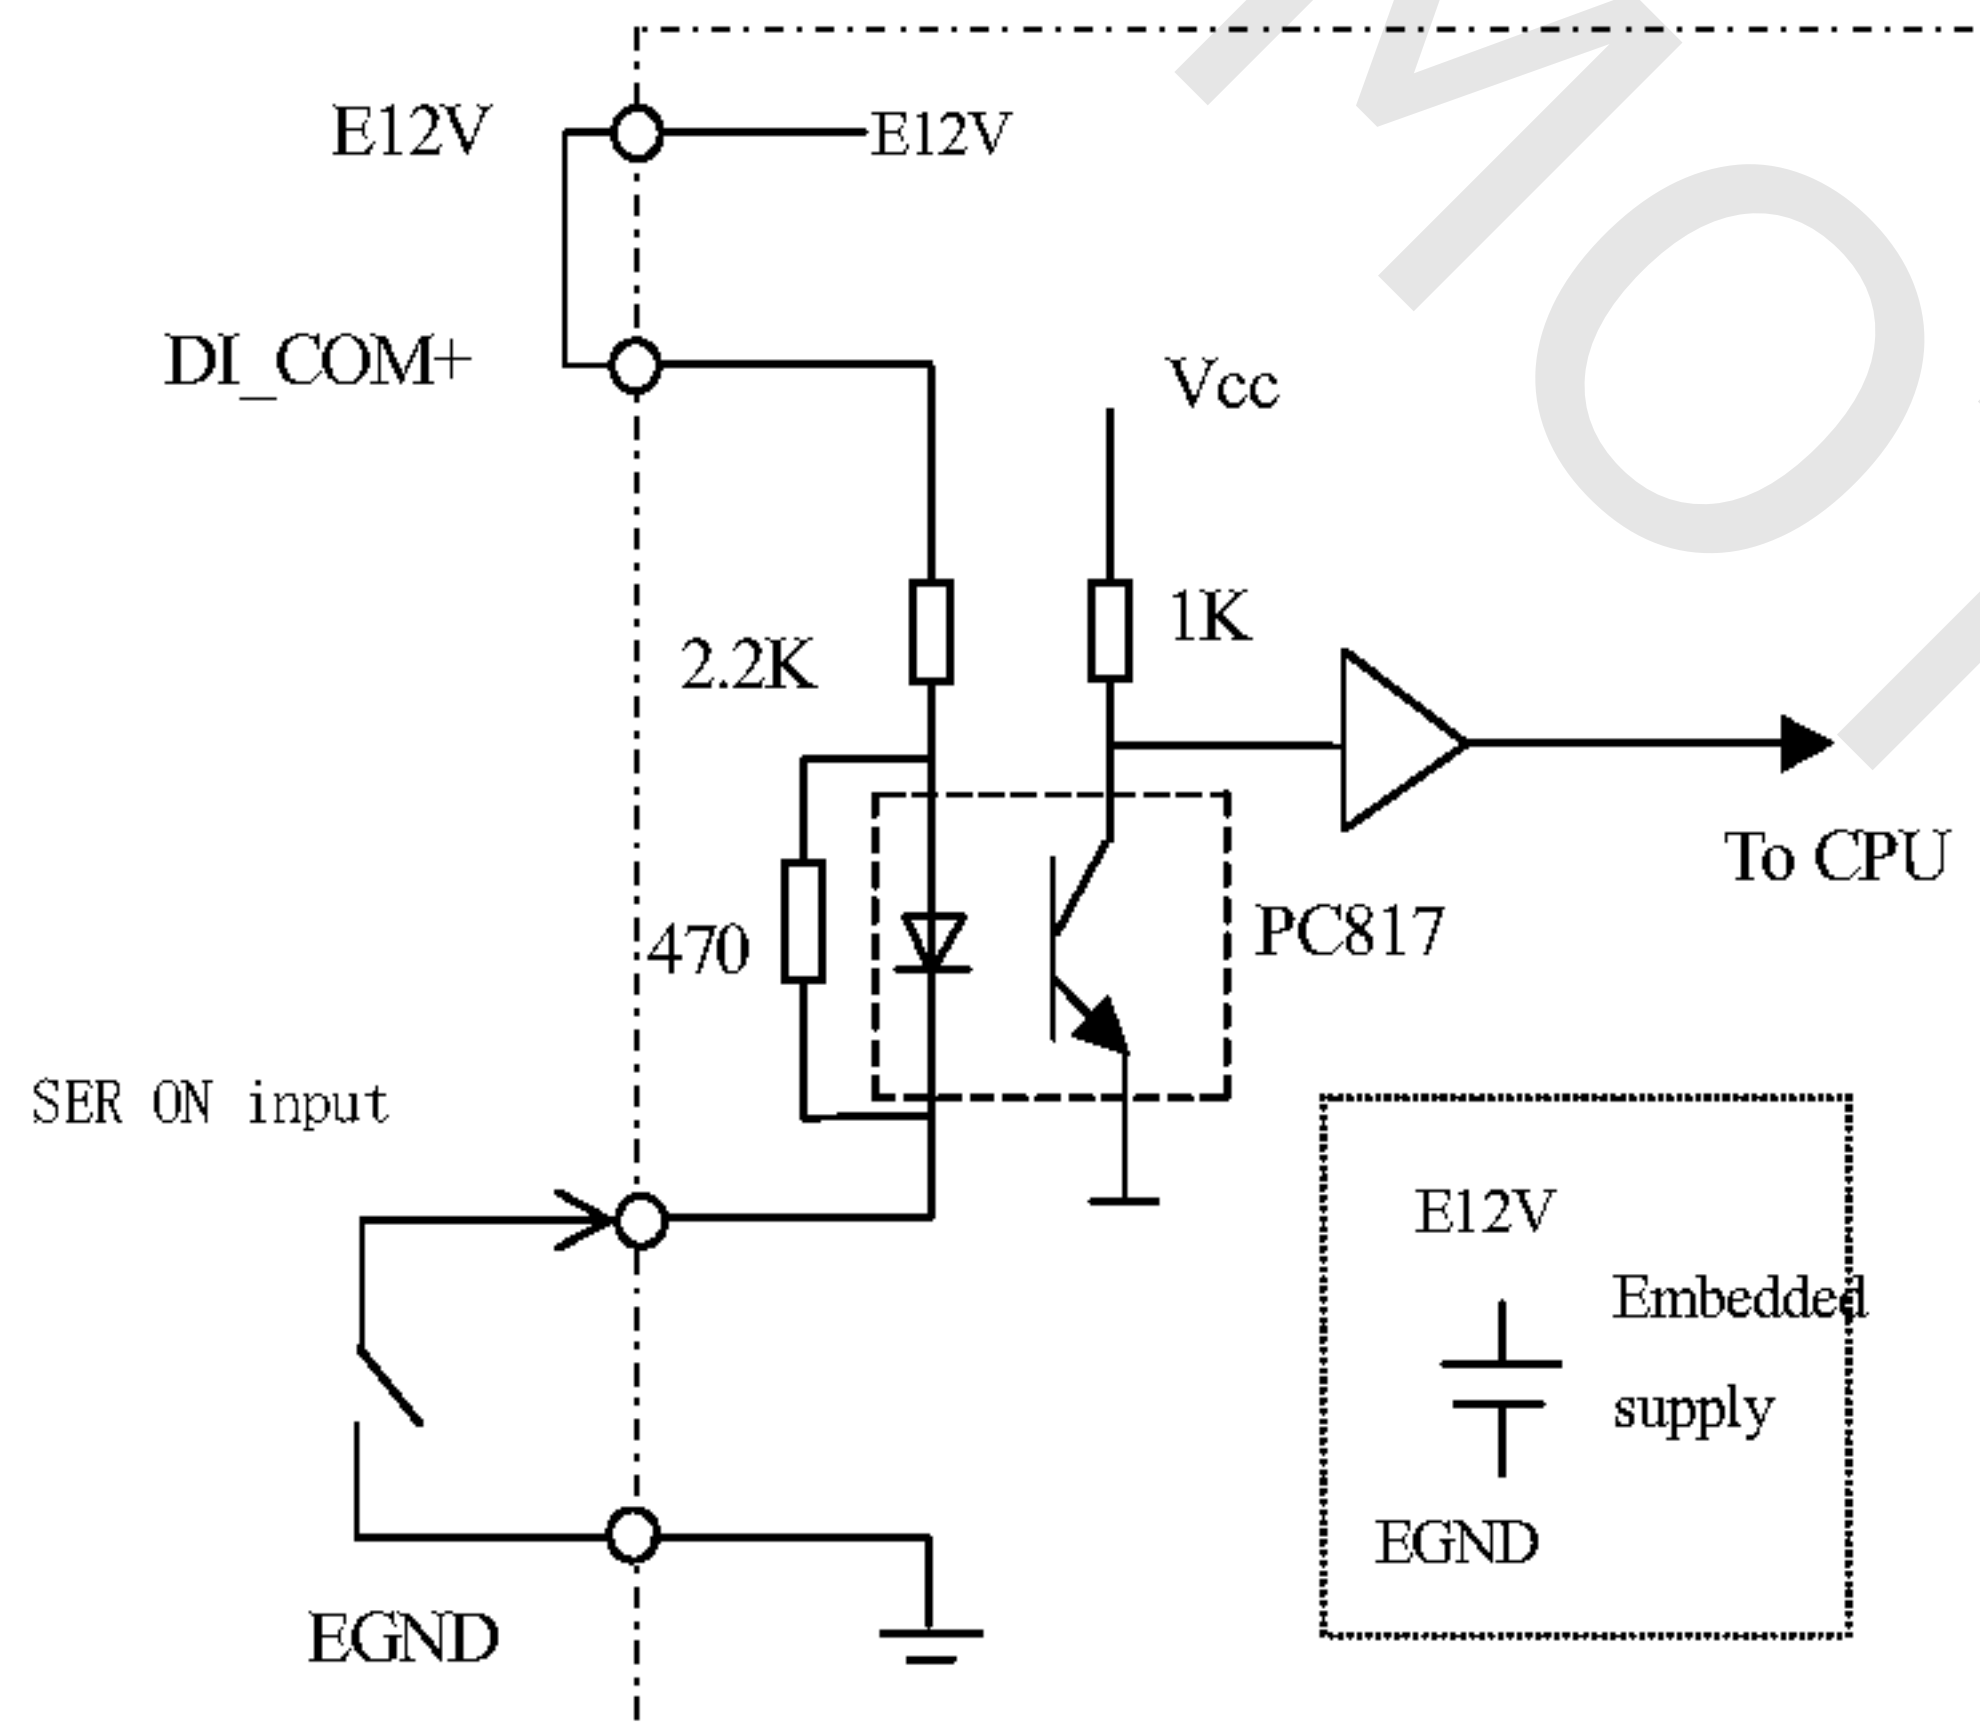 E12V
E12V
DI_COM+
Vcc
1K
2.2K
To CPU
PC817
470
SER ON input
E12V
Embedded
supply
EGND
EGND